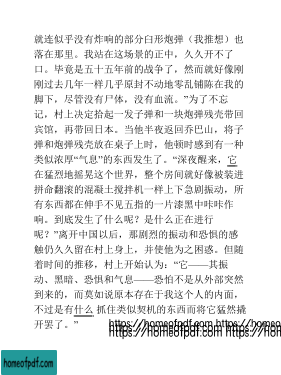 就连似乎没有炸响的部分臼形炮弹（我推想）也
落在那里。我站在这场景的正中，久久开不了
口。毕竟是五十五年前的战争了，然而就好像刚
刚过去几年一样几乎原封不动地零乱铺陈在我的
脚下，尽管没有尸体，没有血流。”为了不忘
记，村上决定拾起一发子弹和一块炮弹残壳带回
宾馆，再带回日本。当他半夜返回乔巴山，将子
弹和炮弹残壳放在桌子上时，他顿时感到有一种
类似浓厚“气息”的东西发生了。“深夜醒来，它
在猛烈地摇晃这个世界，整个房间就好像被装进
拼命翻滚的混凝土搅拌机一样上下急剧振动，所
有东西都在伸手不见五指的一片漆黑中咔咔作
响。到底发生了什么呢？是什么正在进行
呢？”离开中国以后，那剧烈的振动和恐惧的感
触仍久久留在村上身上，并使他为之困惑。但随
着时间的推移，村上开始认为：“它——其振
动、黑暗、恐惧和气息——恐怕不是从外部突然
到来的，而莫如说原本存在于我这个人的内面，
不过是有什么 抓住类似契机的东西而将它猛然撬
开罢了。”
https://homeofpdf.com https://homeofpdf.com
homeofpdf.com